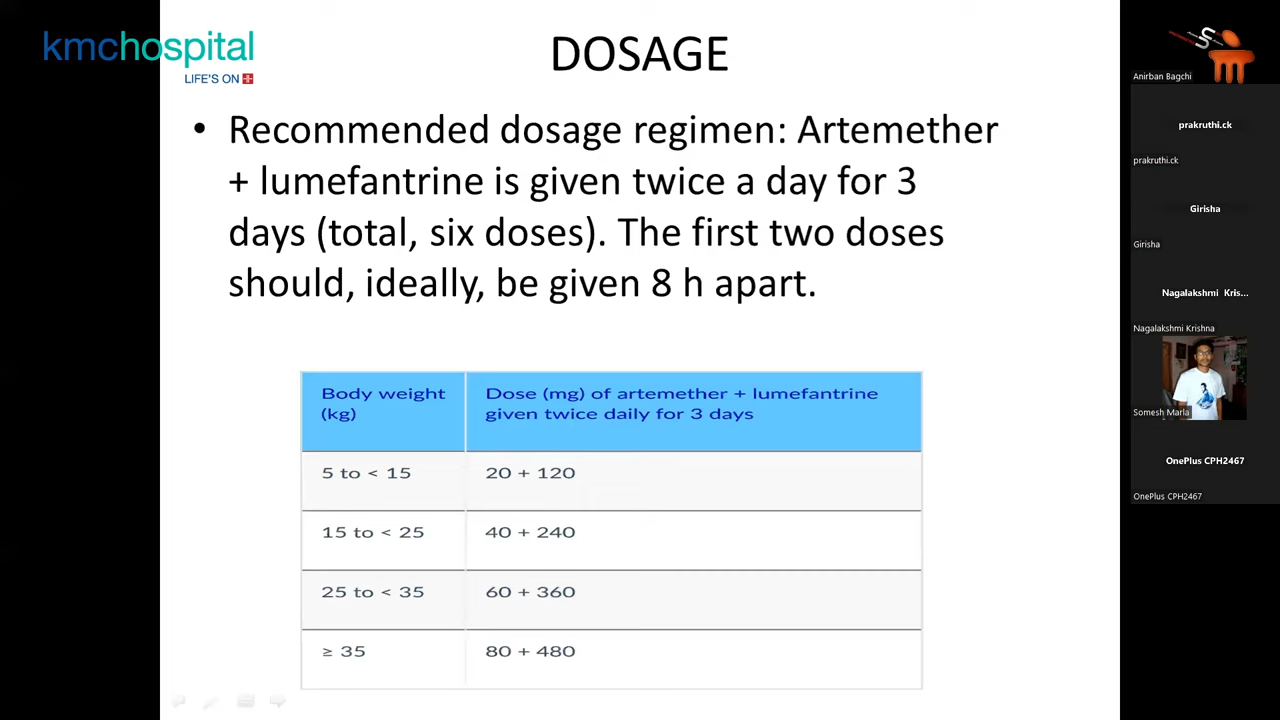 kmchospital
LIFE'S ON
DOSAGE
• Recommended dosage regimen: Artemether
+ lumefantrine is given twice a day for 3
days (total, six doses). The first two doses
should, ideally, be given 8 h apart.
Body weight (kg)
Dose (mg) of artemether + lumefantrine
given twice daily for 3 days
5 to < 15
20 + 120
15 to < 25
40 + 240
25 to < 35
60 + 360
≥ 35
80 + 480
Anirban Bagchi
prakruthi.ck
prakruthi.ck
Girisha
Girisha
Nagalakshmi Kris...
Nagalakshmi Krishna
Somesh Marla
OnePlus CPH2467
OnePlus CPH2467